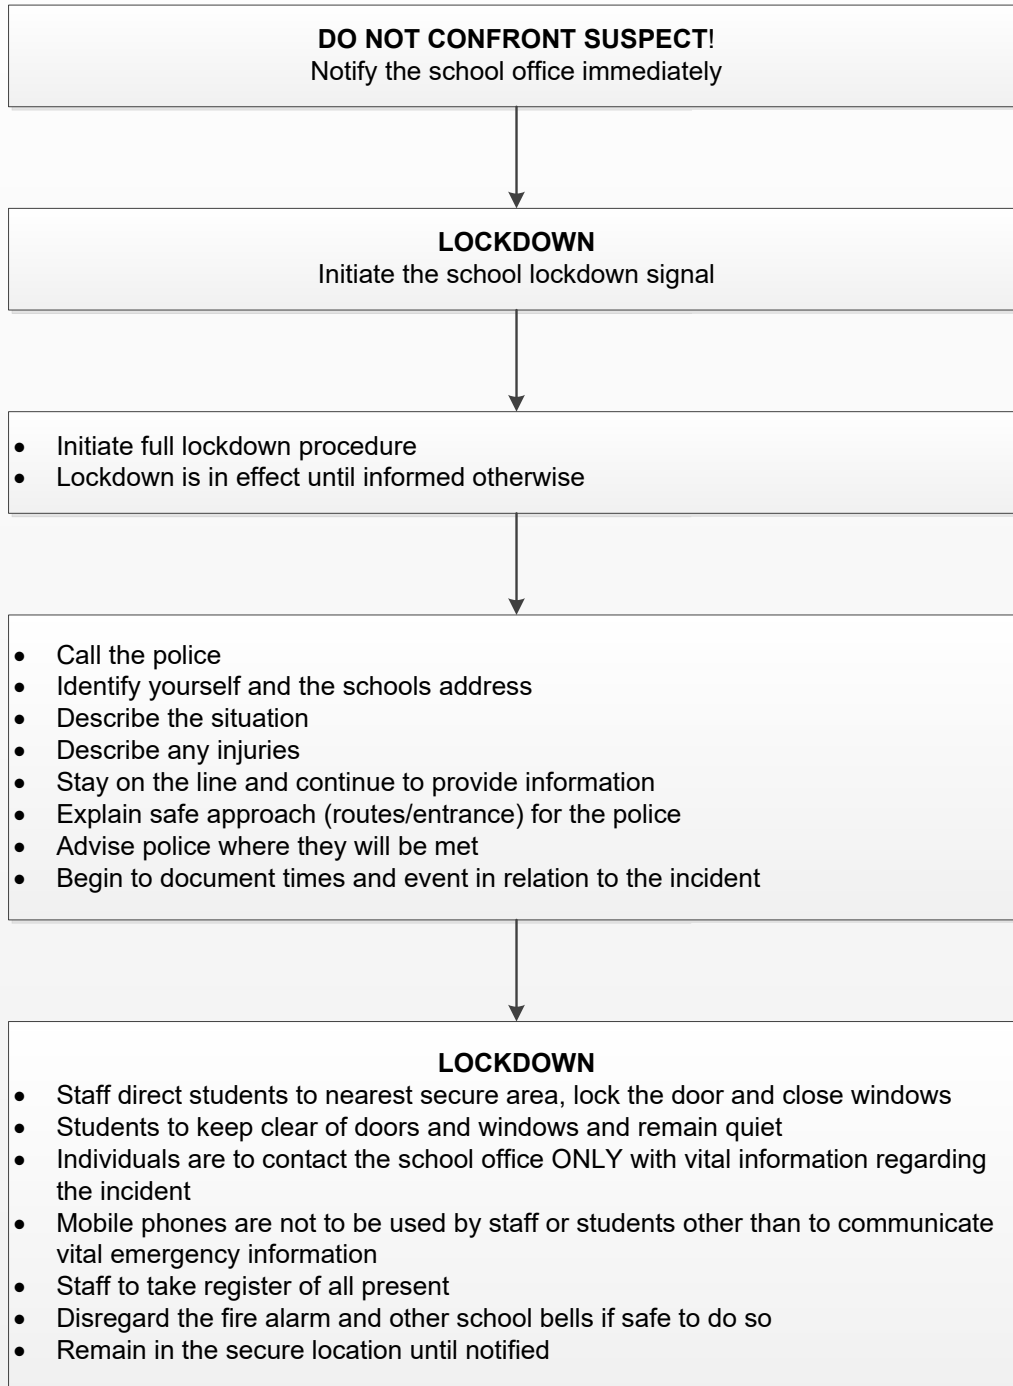 DO NOT CONFRONT SUSPECT!
Notify the school office immediately
LOCKDOWN
Initiate the school lockdown signal
• Initiate full lockdown procedure
• Lockdown is in effect until informed otherwise
• Call the police
• Identify yourself and the schools address
• Describe the situation
• Describe any injuries
• Stay on the line and continue to provide information
• Explain safe approach (routes/entrance) for the police
• Advise police where they will be met
• Begin to document times and event in relation to the incident
LOCKDOWN
• Staff direct students to nearest secure area, lock the door and close windows
• Students to keep clear of doors and windows and remain quiet
• Individuals are to contact the school office ONLY with vital information regarding
the incident
• Mobile phones are not to be used by staff or students other than to communicate
vital emergency information
• Staff to take register of all present
• Disregard the fire alarm and other school bells if safe to do so
• Remain in the secure location until notified